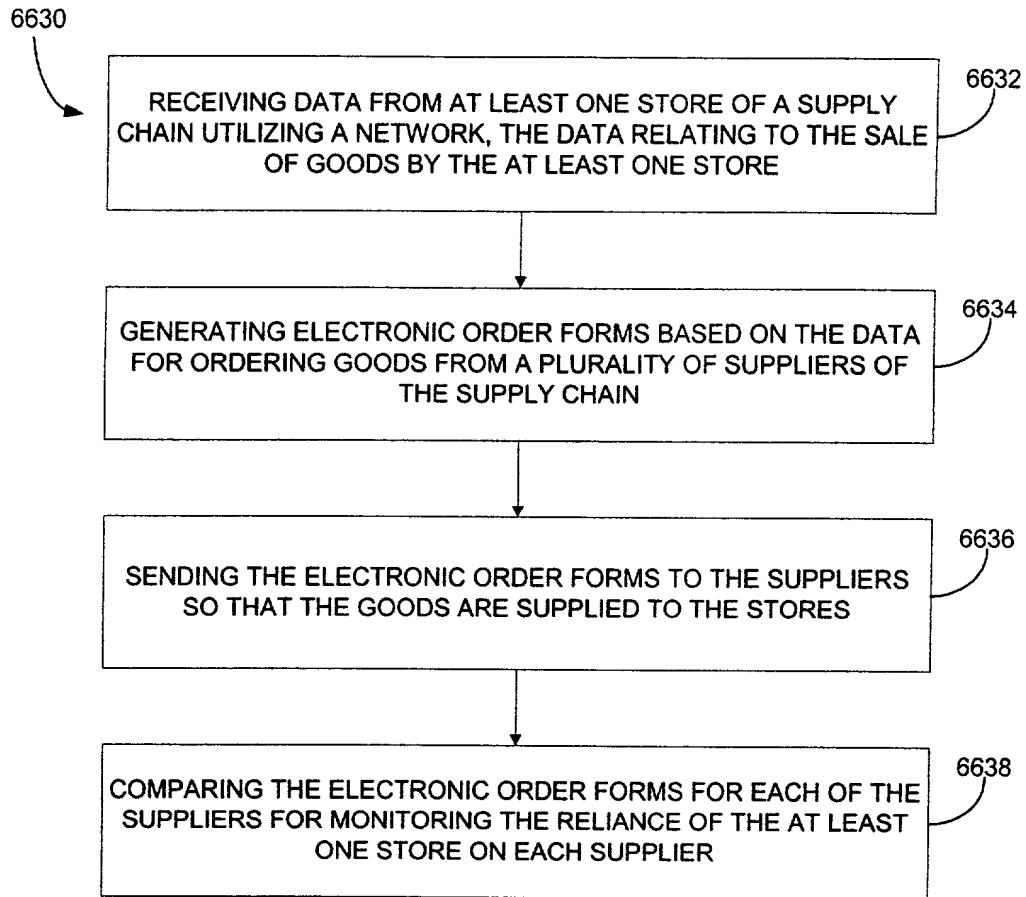 6630
6632
RECEIVING DATA FROM AT LEAST ONE STORE OF A SUPPLY
CHAIN UTILIZING A NETWORK, THE DATA RELATING TO THE SALE
OF GOODS BY THE AT LEAST ONE STORE
6634
GENERATING ELECTRONIC ORDER FORMS BASED ON THE DATA
FOR ORDERING GOODS FROM A PLURALITY OF SUPPLIERS OF
THE SUPPLY CHAIN
6636
SENDING THE ELECTRONIC ORDER FORMS TO THE SUPPLIERS
SO THAT THE GOODS ARE SUPPLIED TO THE STORES
6638
COMPARING THE ELECTRONIC ORDER FORMS FOR EACH OF THE
SUPPLIERS FOR MONITORING THE RELIANCE OF THE AT LEAST
ONE STORE ON EACH SUPPLIER